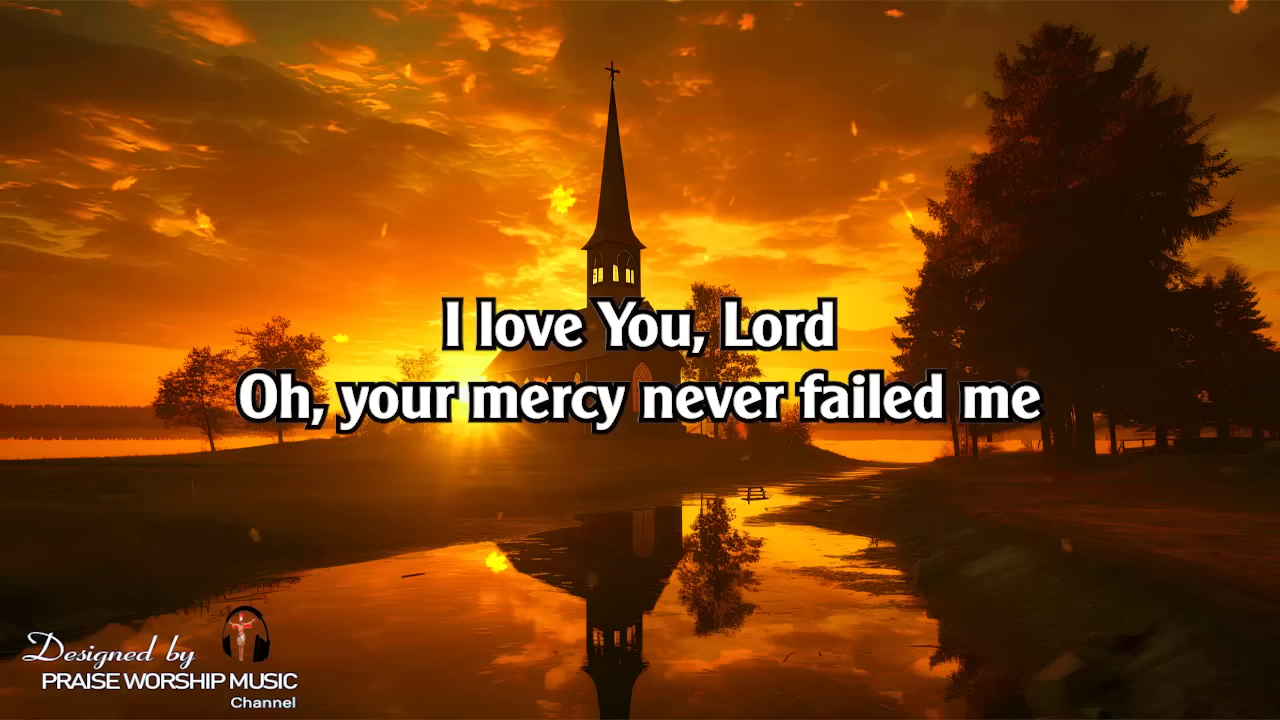 I love You, Lord
Oh, your mercy never failed me
Designed by
PRAISE WORSHIP MUSIC
Channel